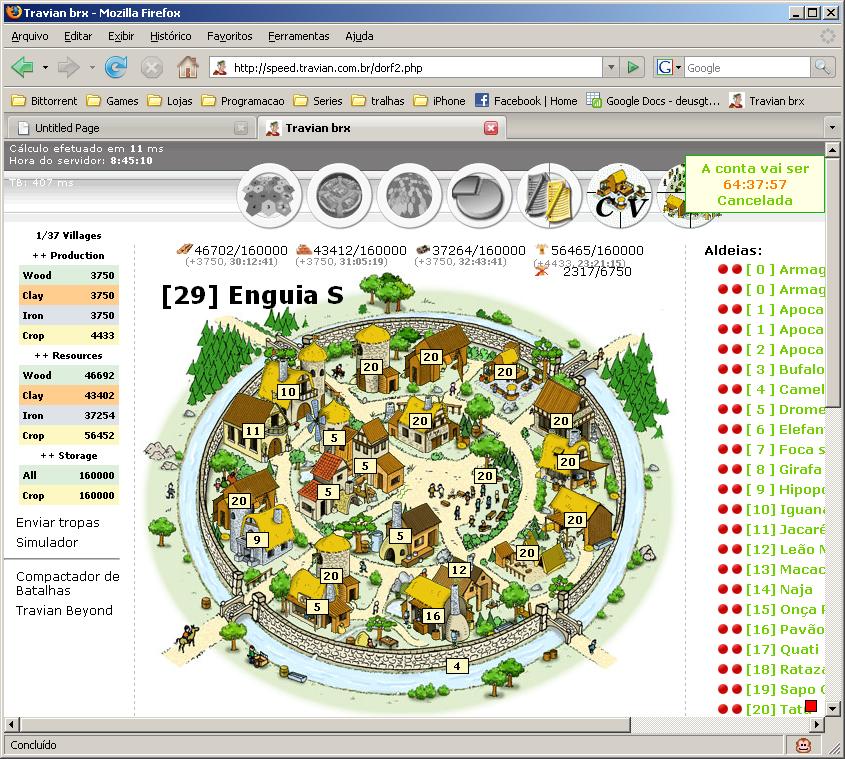 Travian brx - Mozilla Firefox
Arquivo Editar Exibir Histórico Favoritos Ferramentas Ajuda
http://speed.travian.com.br/dorf2.php
G Google
Bittorrent Games Lojas Programacao Series tralhas iPhone Facebook | Home Google Docs - deusgt... Travian brx
Untitled Page Travian brx
Cálculo efetuado em 11 ms
Hora do servidor: 8:45:10
TB: 407 ms
C V
A conta vai ser
64:37:57
Cancelada
46702/160000 43412/160000 37264/160000 56465/160000
(+3750, 30:12:41) (+3750, 31:05:19) (+3750, 32:43:41) (+4433, 23:21:15)
2317/6750
[29] Enguia S
1/37 Villages
++ Production
Wood 3750
Clay 3750
Iron 3750
Crop 4433
++ Resources
Wood 46692
Clay 43402
Iron 37254
Crop 56452
++ Storage
All 160000
Crop 160000
Enviar tropas
Simulador
Compactador de
Batalhas
Travian Beyond
20
20
20
10
20
20
11
5
5
20
20
5
20
20
9
5
20
12
20
5
16
4
Aldeias:
[ 0 ] Armag
[ 0 ] Armag
[ 1 ] Apoca
[ 1 ] Apoca
[ 2 ] Apoca
[ 3 ] Bufalo
[ 4 ] Camel
[ 5 ] Drome
[ 6 ] Elefan
[ 7 ] Foca s
[ 8 ] Girafa
[ 9 ] Hipopo
[10] Iguana
[11] Jacaré
[12] Leão M
[13] Macac
[14] Naja
[15] Onça P
[16] Pavão
[17] Quati
[18] Rataza
[19] Sapo C
[20] Tatu
Concluído